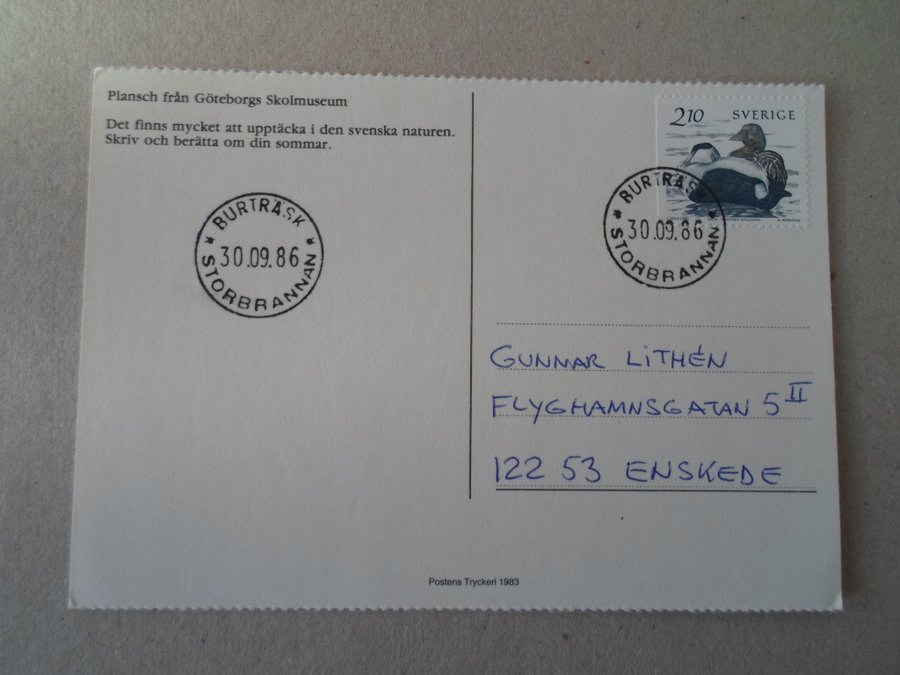 Plansch från Göteborgs Skolmuseum
Det finns mycket att upptäcka i den svenska naturen.
Skriv och berätta om din sommar.
BURTRÄSK
30.09.86
* STORBRÄNNAN *
2,10 SVERIGE
BURTRÄSK
30.09.86
* STORBRÄNNAN *
GUNNAR LITHÉN
FLYGHAMNSGATAN 5 II
122 53 ENSKEDE
Postens Tryckeri 1983